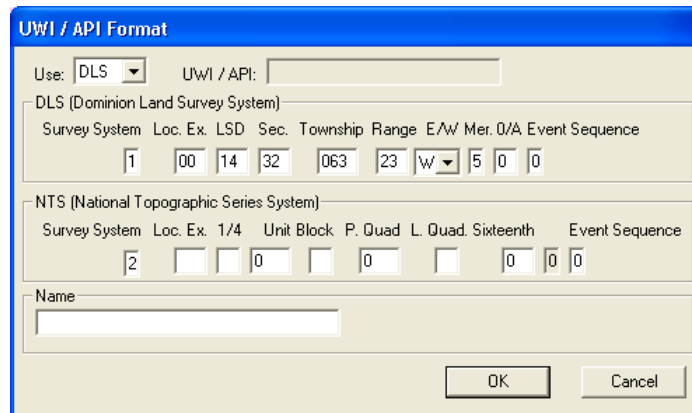 UWI / API Format
Use: DLS UWI / API:
DLS (Dominion Land Survey System)
Survey System Loc. Ex. LSD Sec. Township Range E/W Mer. 0/A Event Sequence
1 00 14 32 063 23 W 5 0 0
NTS (National Topographic Series System)
Survey System Loc. Ex. 1/4 Unit Block P. Quad L. Quad. Sixteenth Event Sequence
2 0 0 0 0 0
Name
OK Cancel